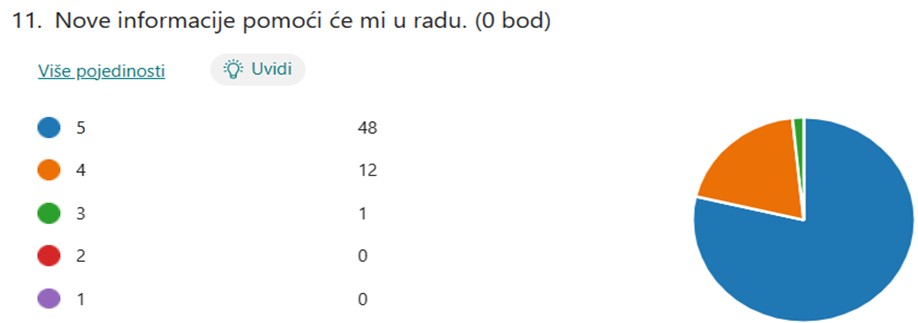 11. Nove informacije pomoći će mi u radu. (0 bod)
Više pojedinosti Uvidi
5 48
4 12
3 1
2 0
1 0